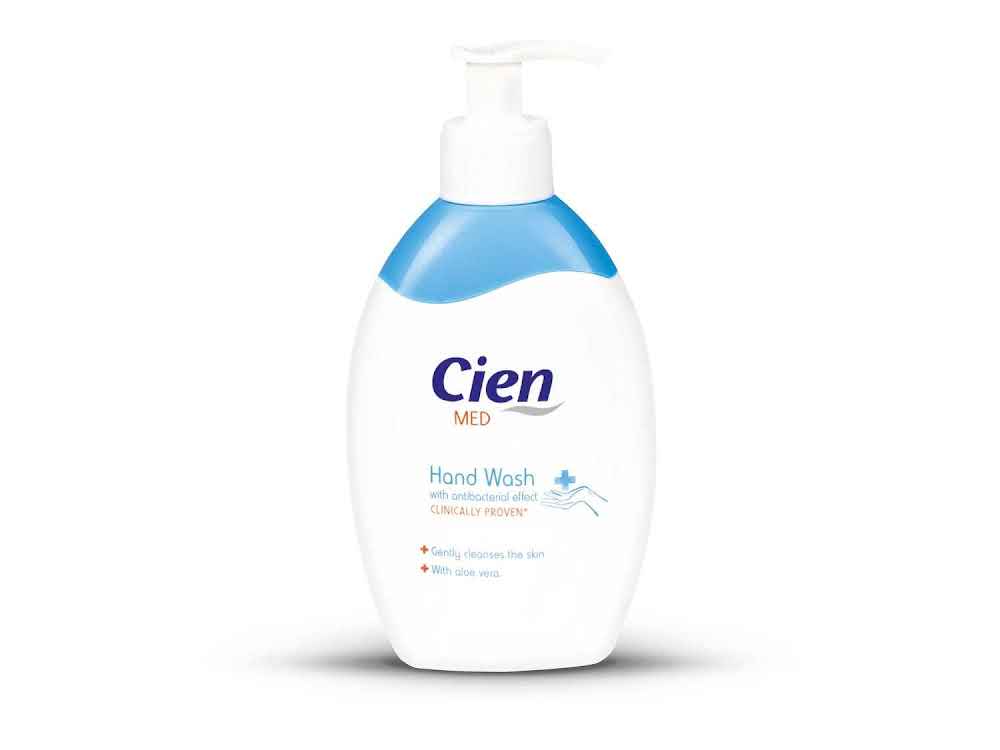 Cien
MED
Hand Wash
with antibacterial effect
CLINICALLY PROVEN*
Gently cleanses the skin
With aloe vera